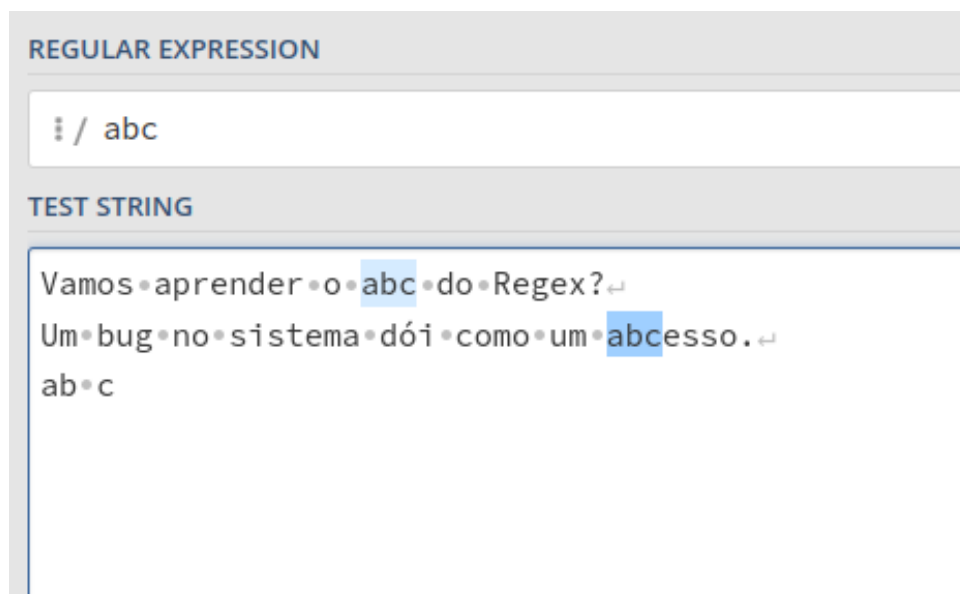 REGULAR EXPRESSION
/ abc
TEST STRING
Vamos·aprender·o·abc·do·Regex?↵
Um·bug·no·sistema·dói·como·um·abcesso.↵
ab·c